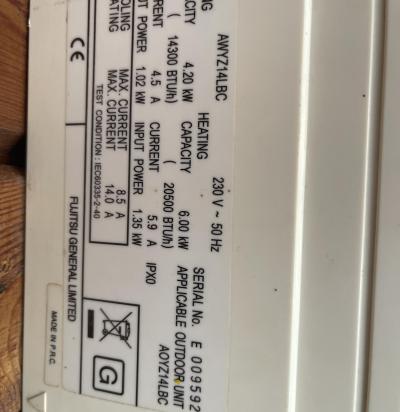 AWYZ14LBC 230 V ~ 50 Hz SERIAL No. E 009592
HEATING
CAPACITY 4.20 kW CAPACITY 6.00 kW APPLICABLE OUTDOOR UNIT
( 14300 BTU/h) ( 20500 BTU/h) AOYZ14LBC
4.5 A CURRENT 5.9 A IPX0
POWER 1.02 kW INPUT POWER 1.35 kW
MAX. CURRENT 8.5 A
MAX. CURRENT 14.0 A
TEST CONDITION : IEC60335-2-40
CE
G
FUJITSU GENERAL LIMITED
MADE IN P.R.C.